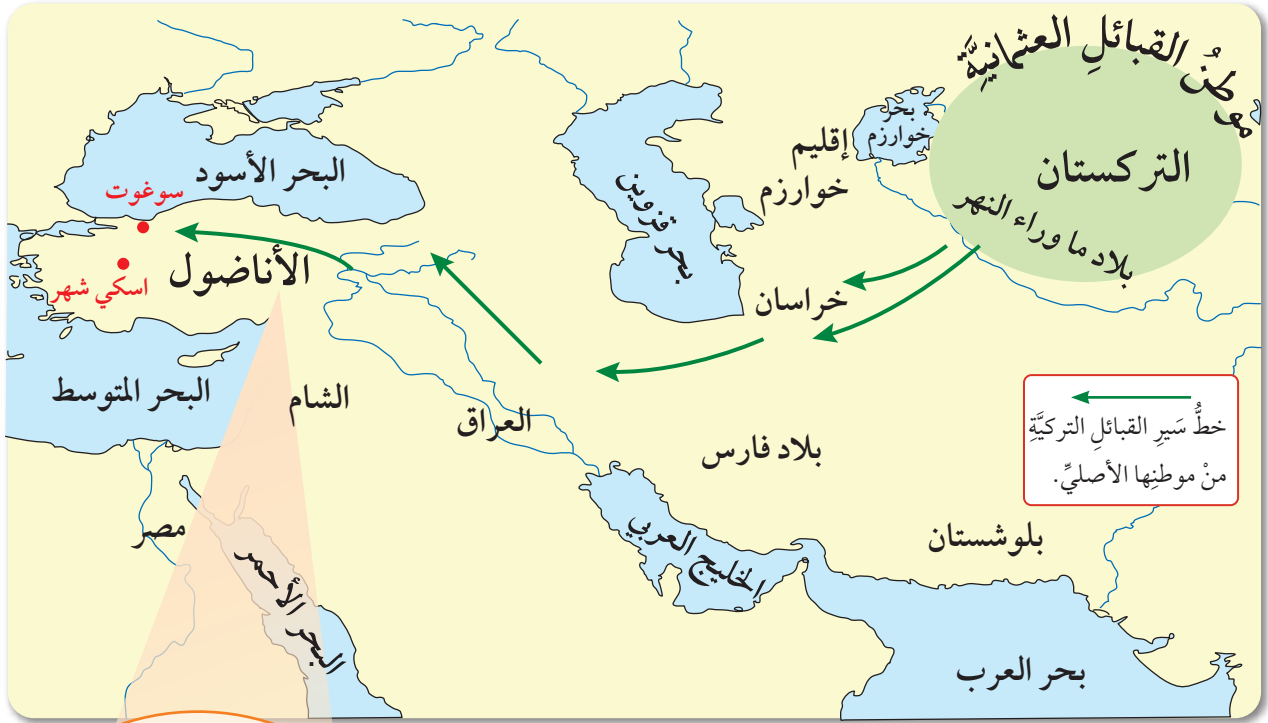 موطنُ القبائلِ العثمانيَّةِ
التركستان
بلاد ما وراء النهر
بحر
خوارزم
إقليم
خوارزم
بحر قزوين
خراسان
البحر الأسود
سوغوت
اسكي شهر
الأناضول
البحر المتوسط
الشام
العراق
بلاد فارس
خطُّ سَيرِ القبائلِ التركيَّةِ
منْ موطنِها الأصليِّ.
مصر
البحر الأحمر
الخليج العربي
بلوشستان
بحر العرب